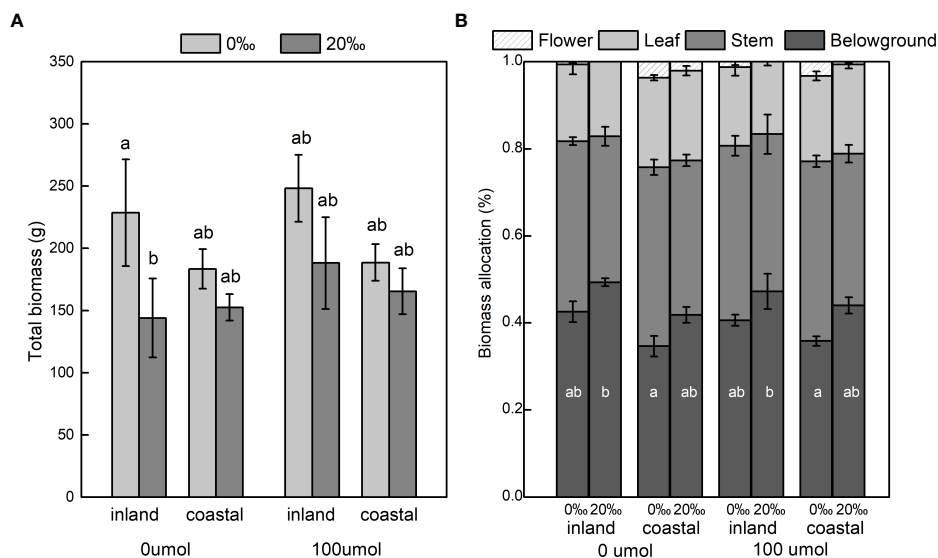 A
0‰ 20‰
Total biomass (g)
350
300
250
200
150
100
50
0
a
b
ab
ab
ab
ab
ab
ab
inland coastal inland coastal
0umol 100umol
B
Flower Leaf Stem Belowground
Biomass allocation (%)
1.0
0.8
0.6
0.4
0.2
0.0
ab b a ab ab b a ab
0‰ 20‰ 0‰ 20‰ 0‰ 20‰ 0‰ 20‰
inland coastal inland coastal
0 umol 100 umol